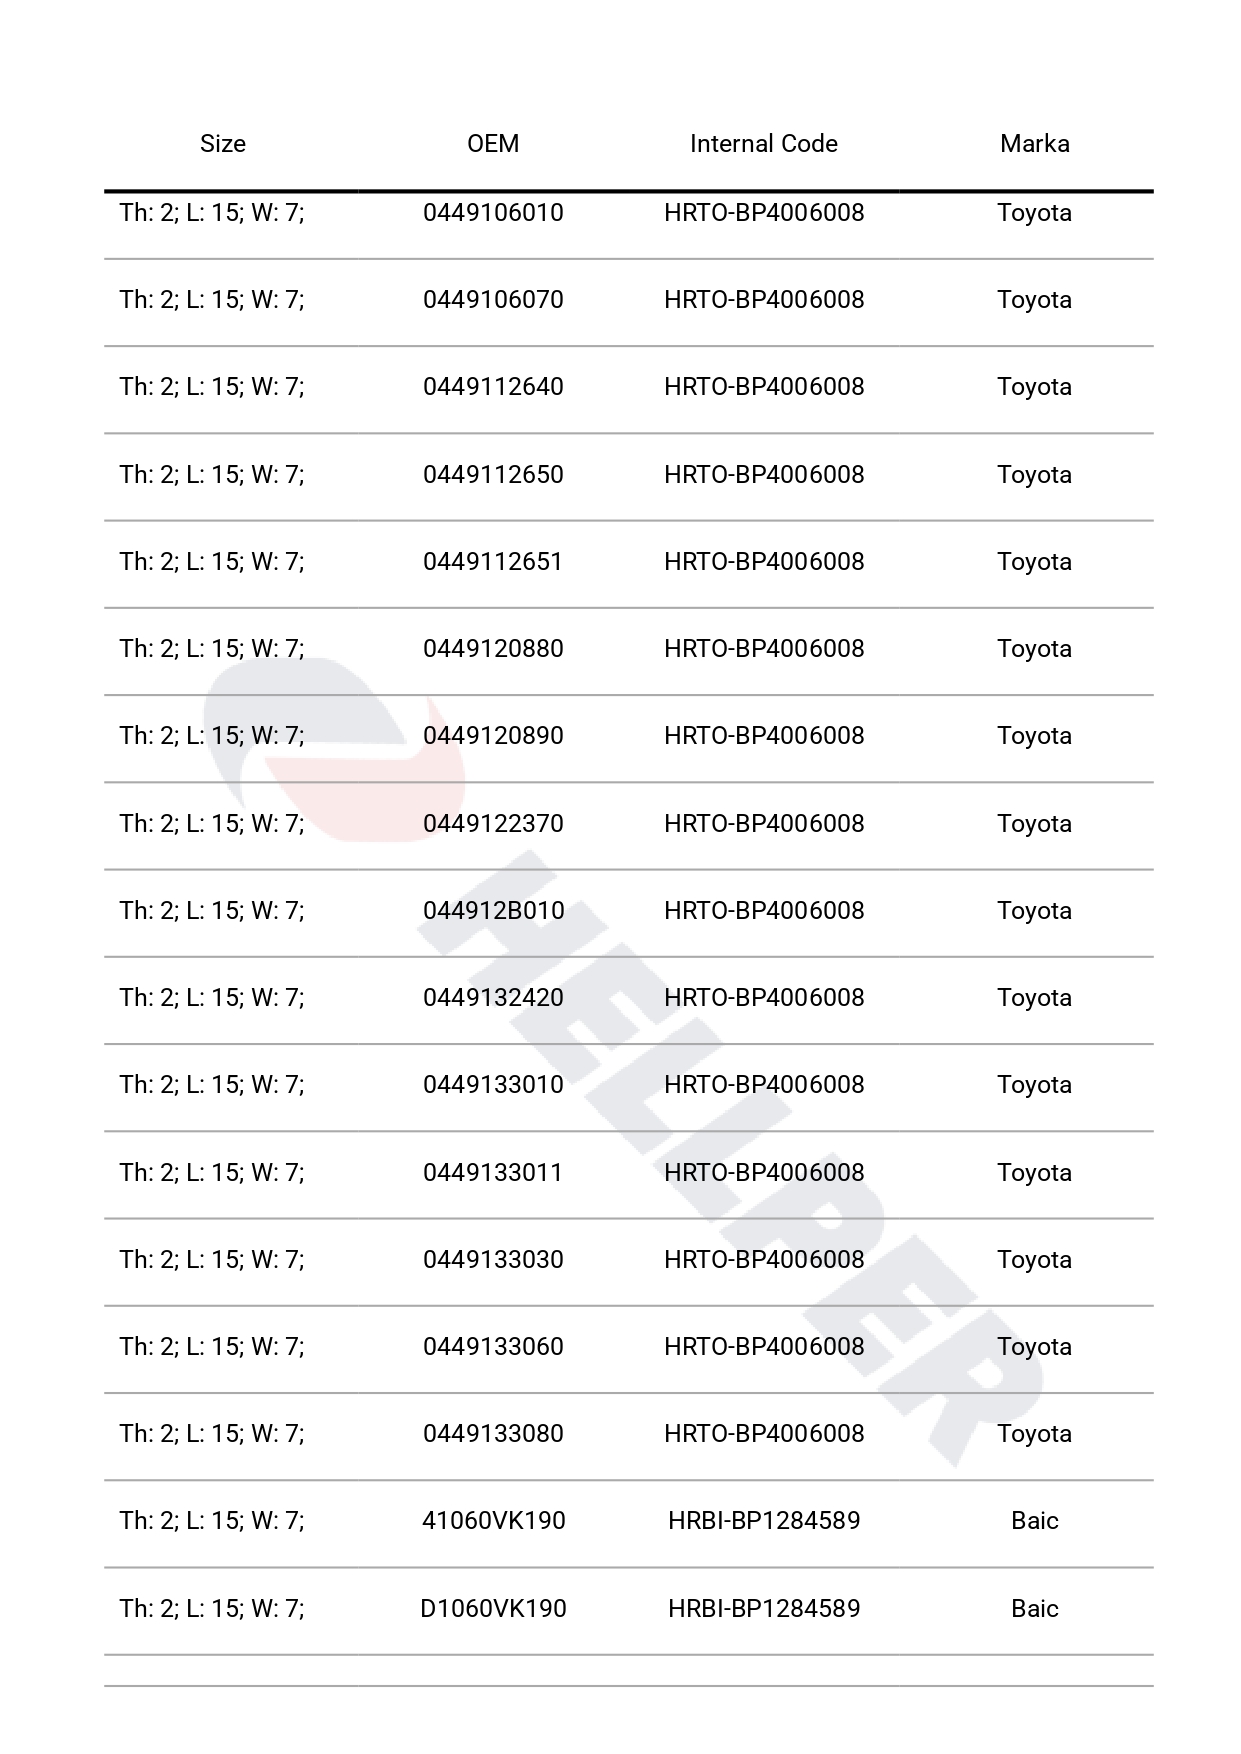 Size OEM Internal Code Marka
Th: 2; L: 15; W: 7; 0449106010 HRTO-BP4006008 Toyota
Th: 2; L: 15; W: 7; 0449106070 HRTO-BP4006008 Toyota
Th: 2; L: 15; W: 7; 0449112640 HRTO-BP4006008 Toyota
Th: 2; L: 15; W: 7; 0449112650 HRTO-BP4006008 Toyota
Th: 2; L: 15; W: 7; 0449112651 HRTO-BP4006008 Toyota
Th: 2; L: 15; W: 7; 0449120880 HRTO-BP4006008 Toyota
Th: 2; L: 15; W: 7; 0449120890 HRTO-BP4006008 Toyota
Th: 2; L: 15; W: 7; 0449122370 HRTO-BP4006008 Toyota
Th: 2; L: 15; W: 7; 044912B010 HRTO-BP4006008 Toyota
Th: 2; L: 15; W: 7; 0449132420 HRTO-BP4006008 Toyota
Th: 2; L: 15; W: 7; 0449133010 HRTO-BP4006008 Toyota
Th: 2; L: 15; W: 7; 0449133011 HRTO-BP4006008 Toyota
Th: 2; L: 15; W: 7; 0449133030 HRTO-BP4006008 Toyota
Th: 2; L: 15; W: 7; 0449133060 HRTO-BP4006008 Toyota
Th: 2; L: 15; W: 7; 0449133080 HRTO-BP4006008 Toyota
Th: 2; L: 15; W: 7; 41060VK190 HRBI-BP1284589 Baic
Th: 2; L: 15; W: 7; D1060VK190 HRBI-BP1284589 Baic
HELLPER